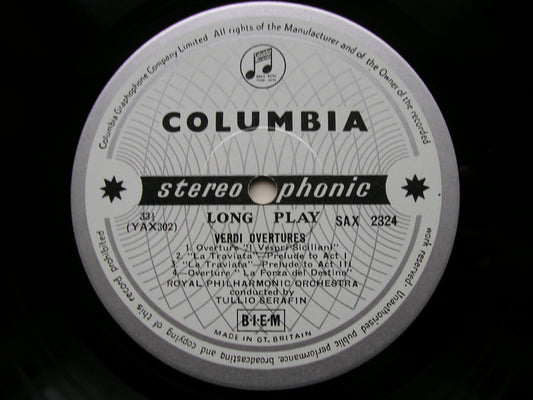 Columbia Graphophone Company Limited. All rights of the Manufacturer and of the Owner of the recorded
work reserved. Unauthorised public performance, broadcasting and copying of this record prohibited
COLUMBIA
stereophonic
33⅓ LONG PLAY SAX 2324
(YAX302)
VERDI OVERTURES
1. Overture "I Vespri Siciliani"
2. "La Traviata"—Prelude to Act I
3. "La Traviata"—Prelude to Act III
4. Overture "La Forza del Destino"
ROYAL PHILHARMONIC ORCHESTRA
conducted by
TULLIO SERAFIN
B·I·E·M
MADE IN GT. BRITAIN